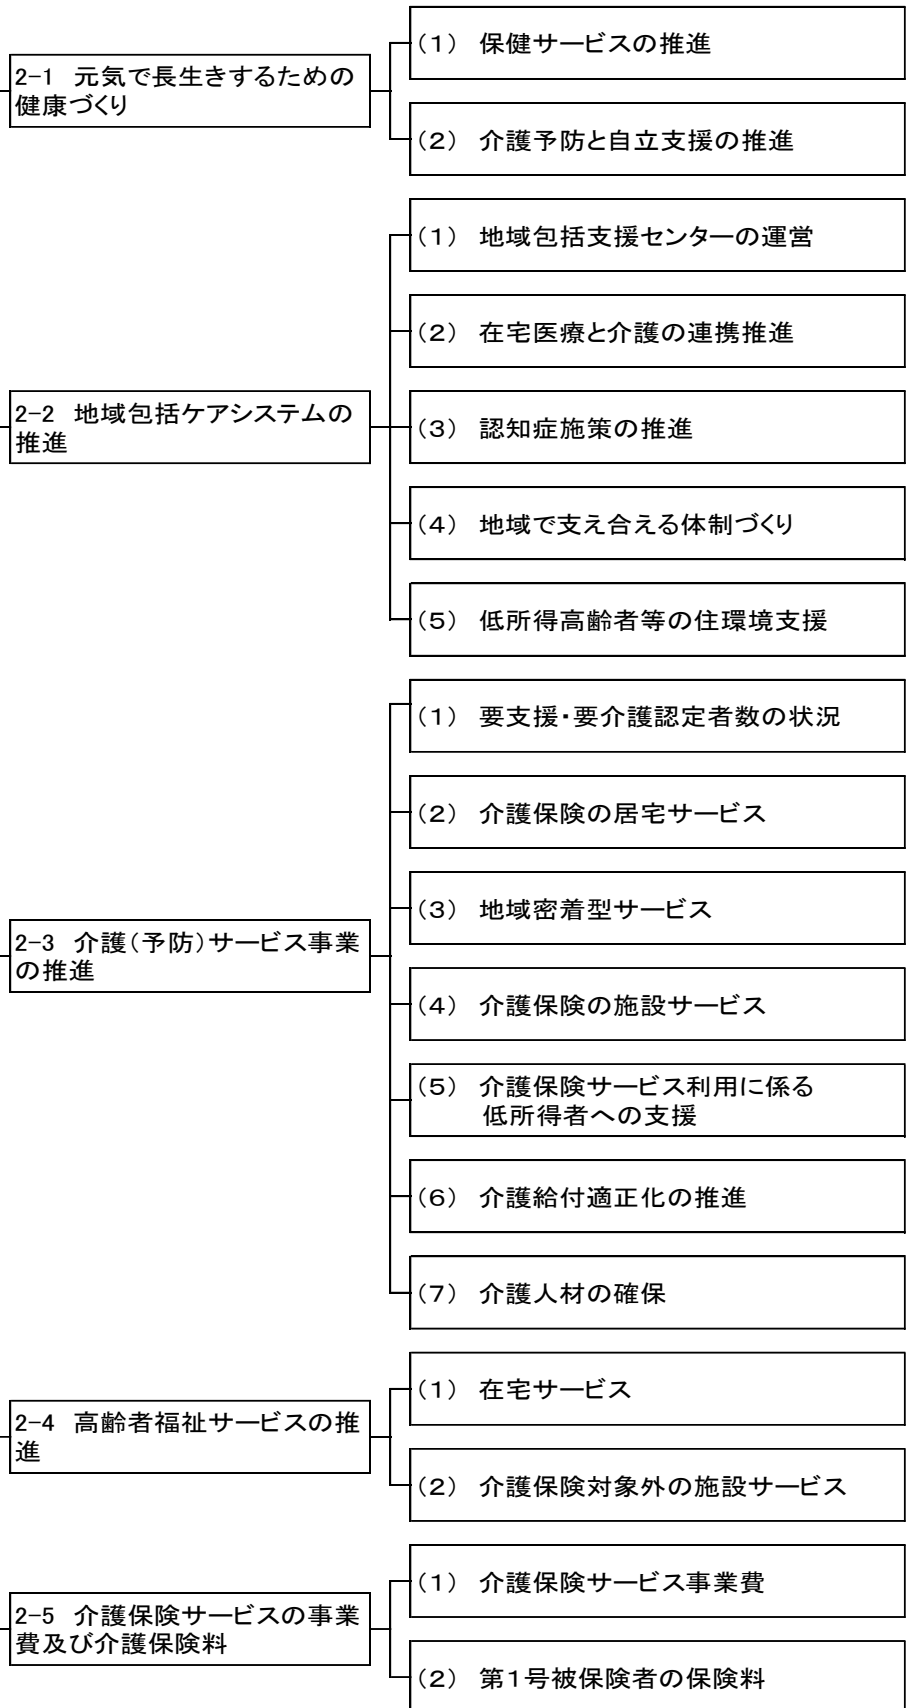 2-1 元気で長生きするための
健康づくり
(1) 保健サービスの推進
(2) 介護予防と自立支援の推進
2-2 地域包括ケアシステムの
推進
(1) 地域包括支援センターの運営
(2) 在宅医療と介護の連携推進
(3) 認知症施策の推進
(4) 地域で支え合える体制づくり
(5) 低所得高齢者等の住環境支援
2-3 介護(予防)サービス事業
の推進
(1) 要支援・要介護認定者数の状況
(2) 介護保険の居宅サービス
(3) 地域密着型サービス
(4) 介護保険の施設サービス
(5) 介護保険サービス利用に係る
低所得者への支援
(6) 介護給付適正化の推進
(7) 介護人材の確保
2-4 高齢者福祉サービスの推
進
(1) 在宅サービス
(2) 介護保険対象外の施設サービス
2-5 介護保険サービスの事業
費及び介護保険料
(1) 介護保険サービス事業費
(2) 第1号被保険者の保険料